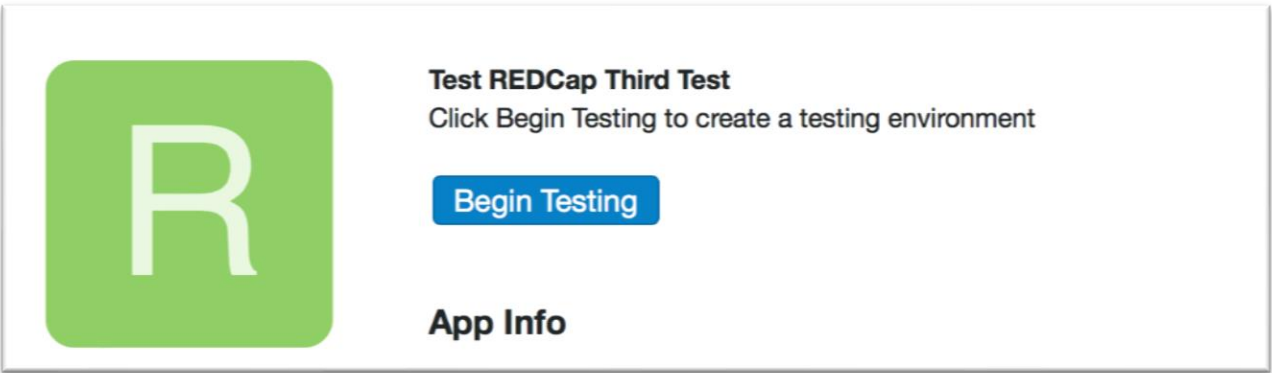 R
Test REDCap Third Test
Click Begin Testing to create a testing environment
Begin Testing
App Info